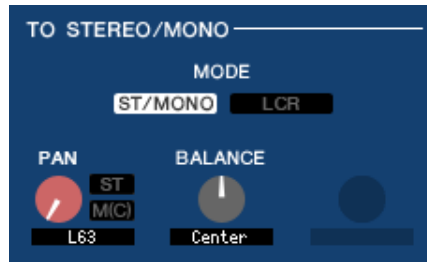 TO STEREO/MONO
MODE
ST/MONO LCR
PAN BALANCE
ST
M(C)
L63 Center